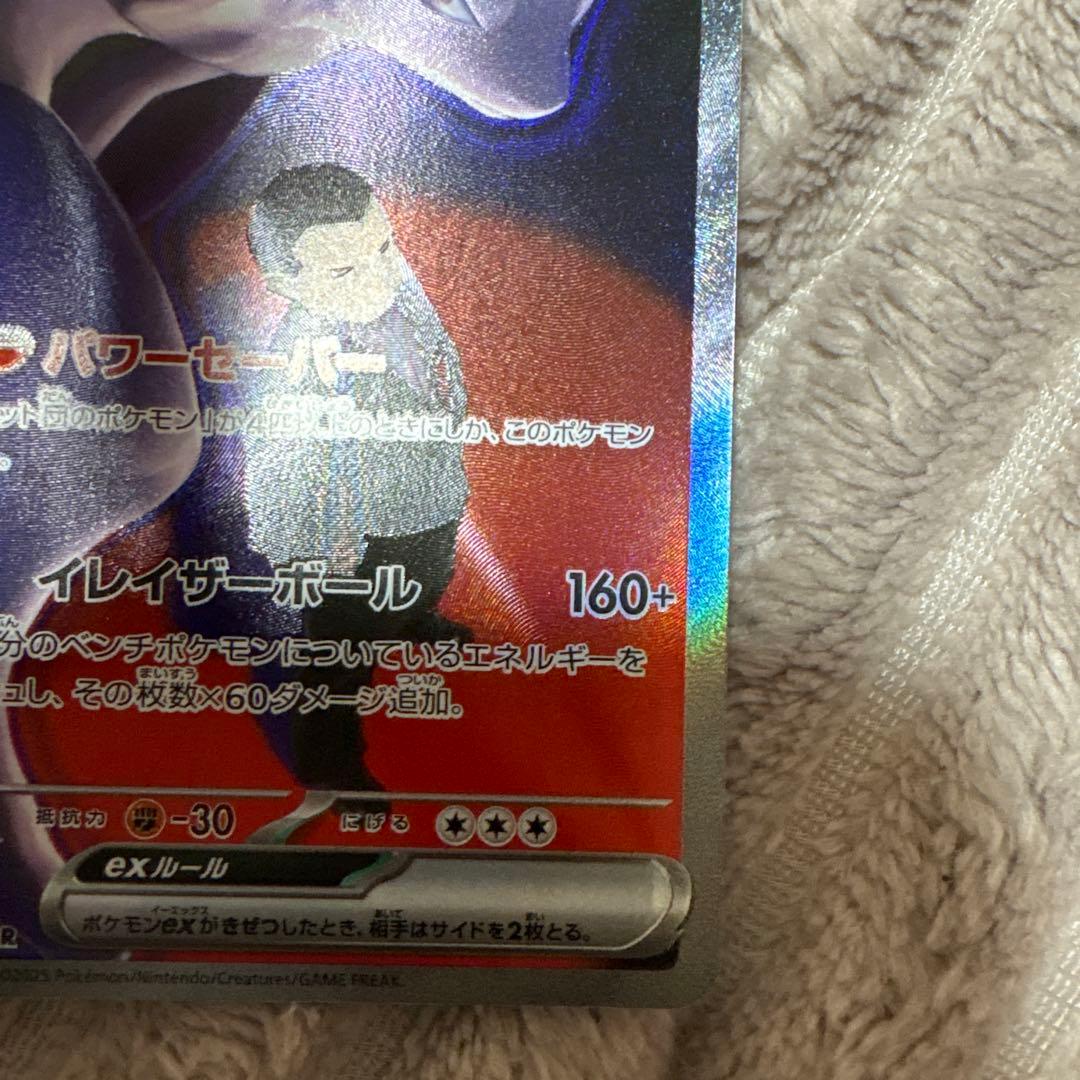 パワーセーバー
ット団のポケモン」が4匹以上のときにしか、このポケモン
。
イレイザーボール 160+
分のベンチポケモンについているエネルギーを
ュし、その枚数×60ダメージ追加。
抵抗力 -30 にげる
exルール
ポケモンexがきぜつしたとき、相手はサイドを2枚とる。
R
©2025 Pokémon/Nintendo/Creatures/GAME FREAK.